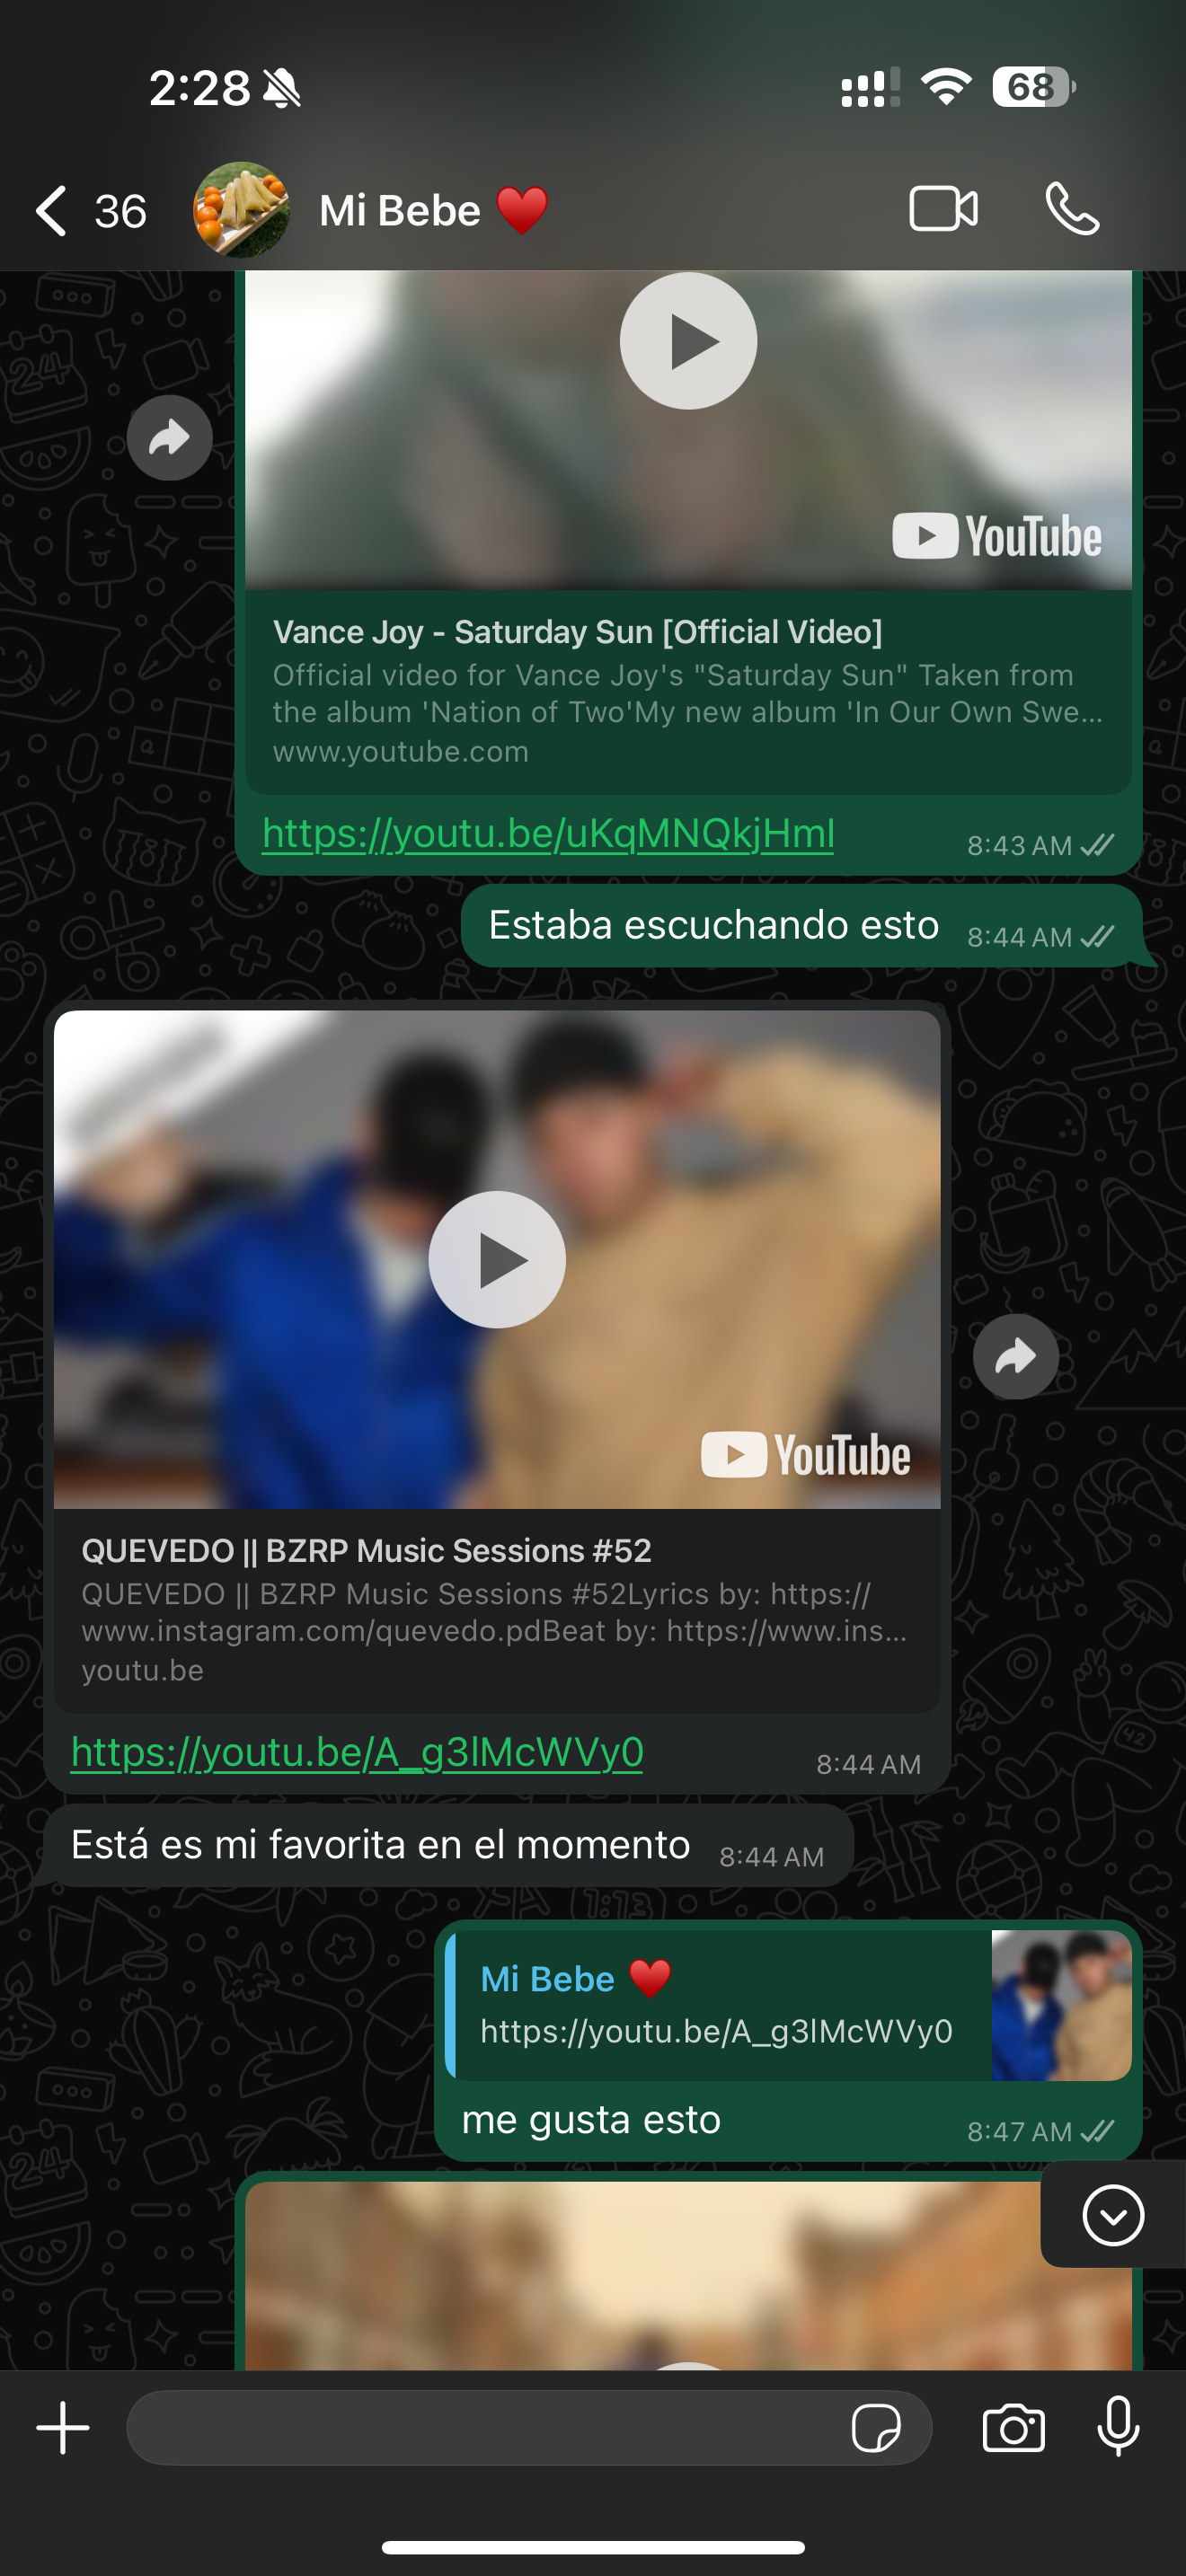 2:28
68
36
Mi Bebe ❤️
YouTube
Vance Joy - Saturday Sun [Official Video]
Official video for Vance Joy's "Saturday Sun" Taken from
the album 'Nation of Two'My new album 'In Our Own Swe...
www.youtube.com
https://youtu.be/uKqMNQkjHmI
8:43 AM
Estaba escuchando esto
8:44 AM
YouTube
QUEVEDO || BZRP Music Sessions #52
QUEVEDO || BZRP Music Sessions #52Lyrics by: https://
www.instagram.com/quevedo.pdBeat by: https://www.ins...
youtu.be
https://youtu.be/A_g3lMcWVy0
8:44 AM
Está es mi favorita en el momento
8:44 AM
Mi Bebe ❤️
https://youtu.be/A_g3lMcWVy0
me gusta esto
8:47 AM